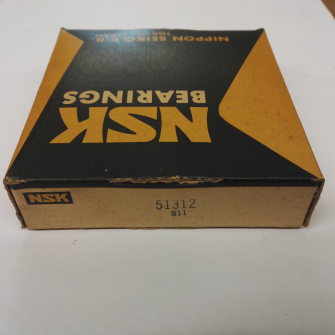 NSK
BEARINGS
NIPPON SEIKO K.K.
NSK
51312
911